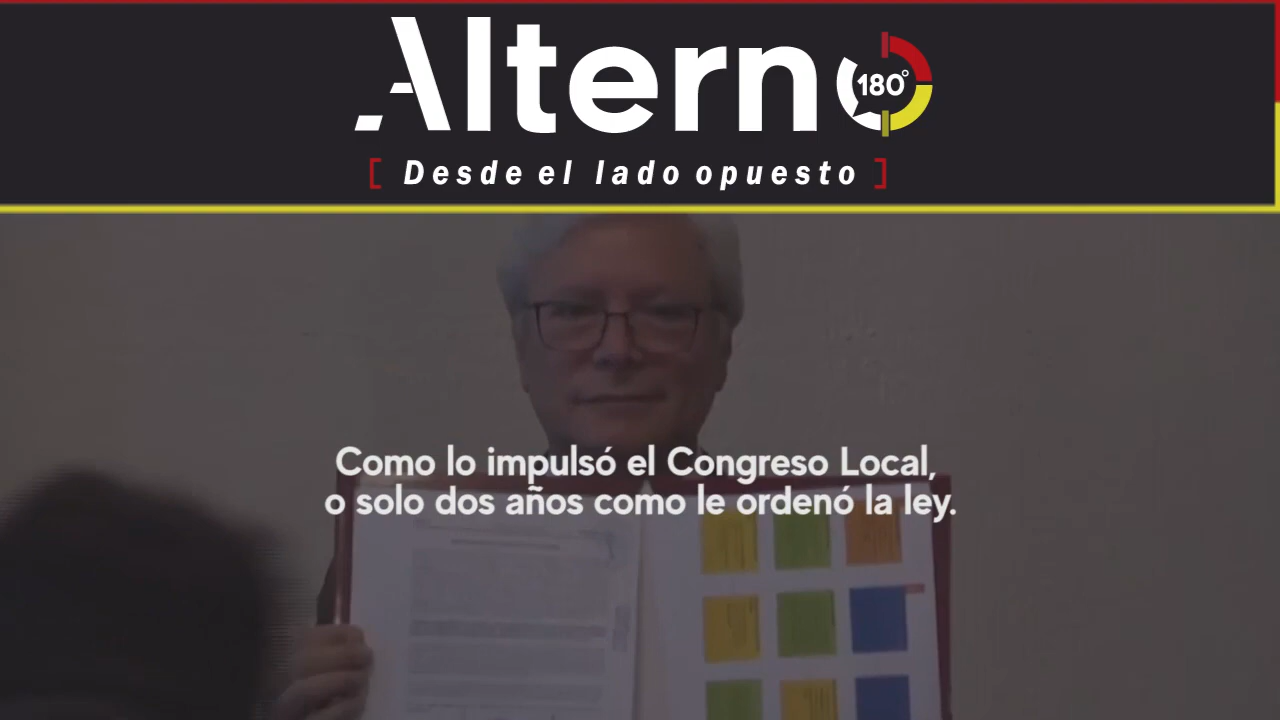 Alterno
180°
[ Desde el lado opuesto ]
Como lo impulsó el Congreso Local,
o solo dos años como le ordenó la ley.